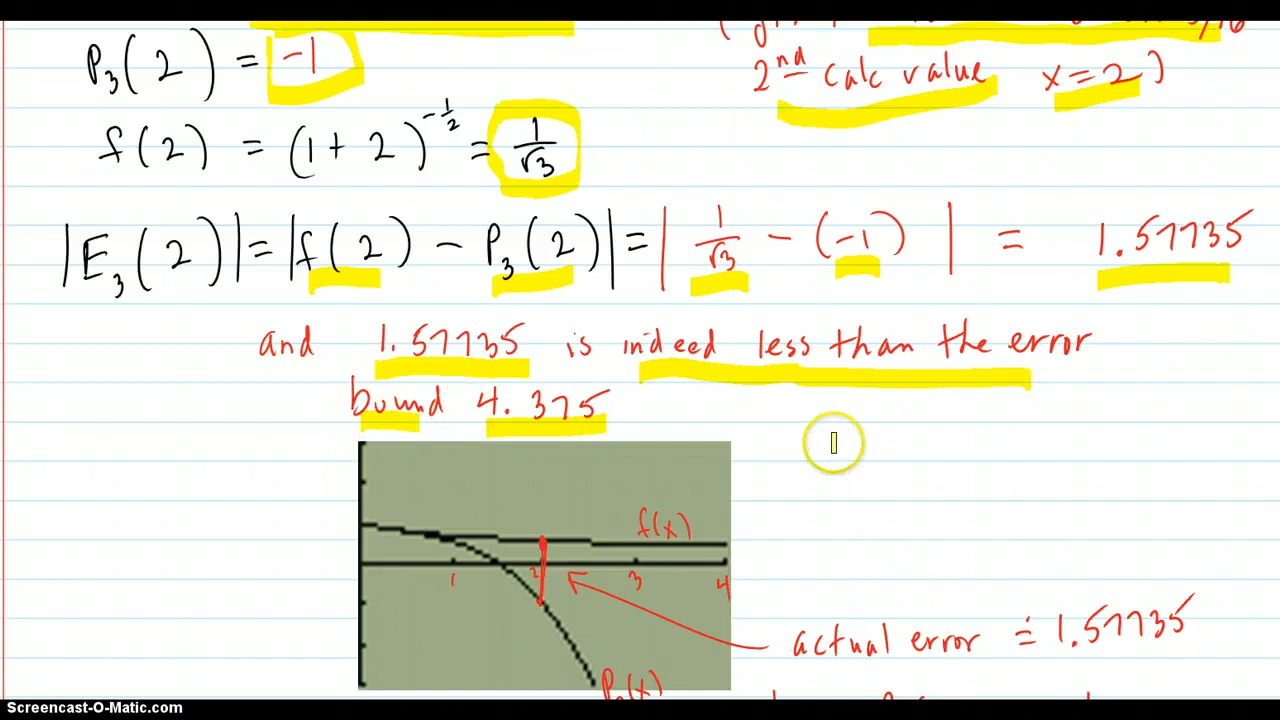 P₃(2) = -1
2nd calc value x=2)
f(2) = (1+2)^{-1/2} = 1/√3
|E₃(2)| = |f(2) - P₃(2)| = |1/√3 - (-1)| = 1.57735
and 1.57735 is indeed less than the error
bound 4.375
f(x)
1 2 3 4
actual error ≐ 1.57735
(x)
Screencast-O-Matic.com